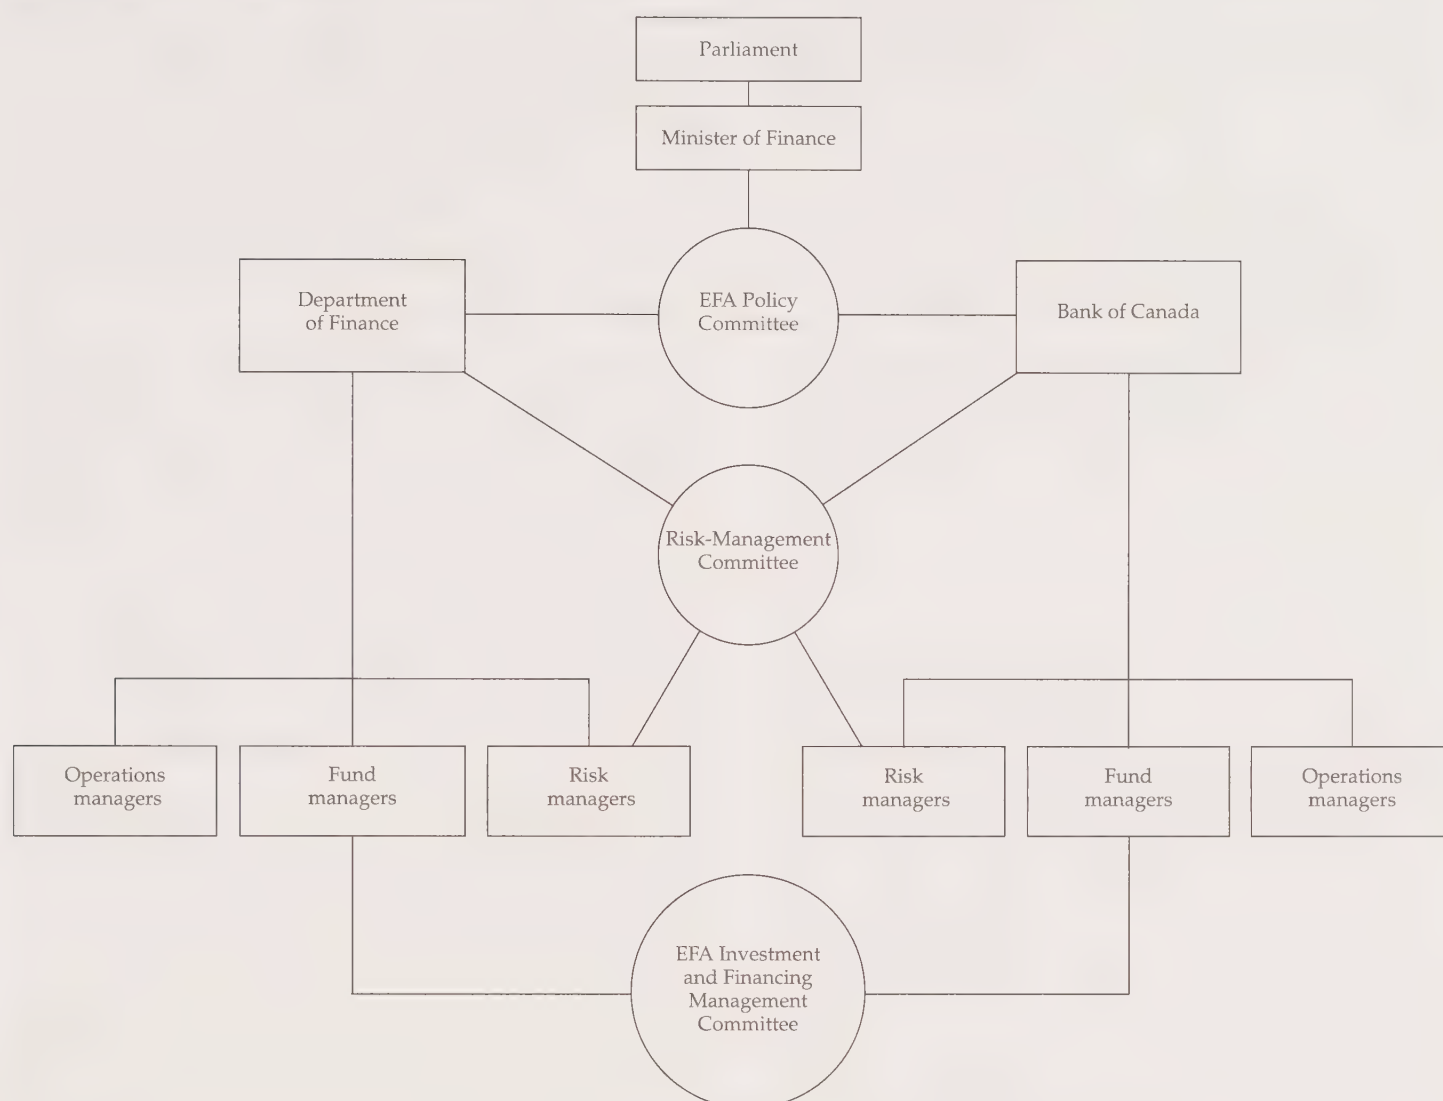 Parliament
Minister of Finance
Department
of Finance
EFA Policy
Committee
Bank of Canada
Risk-Management
Committee
Operations
managers
Fund
managers
Risk
managers
Risk
managers
Fund
managers
Operations
managers
EFA Investment
and Financing
Management
Committee